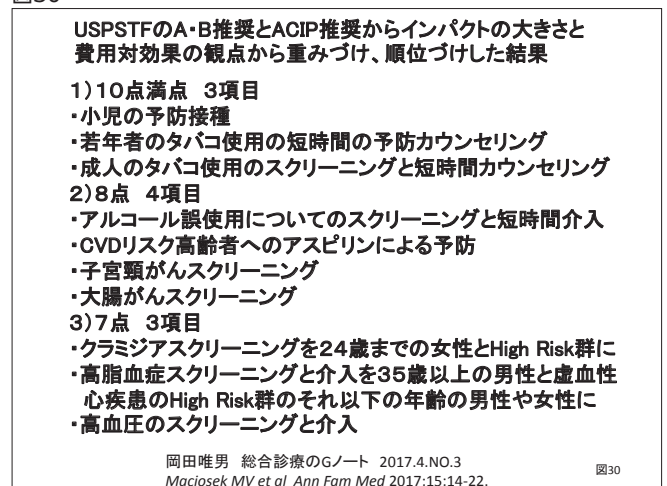 USPSTFのA・B推奨とACIP推奨からインパクトの大きさと
費用対効果の観点から重みづけ、順位づけした結果
1)10点満点 3項目
・小児の予防接種
・若年者のタバコ使用の短時間の予防カウンセリング
・成人のタバコ使用のスクリーニングと短時間カウンセリング
2)8点 4項目
・アルコール誤使用についてのスクリーニングと短時間介入
・CVDリスク高齢者へのアスピリンによる予防
・子宮頸がんスクリーニング
・大腸がんスクリーニング
3)7点 3項目
・クラミジアスクリーニングを24歳までの女性とHigh Risk群に
・高脂血症スクリーニングと介入を35歳以上の男性と虚血性
心疾患のHigh Risk群のそれ以下の年齢の男性や女性に
・高血圧のスクリーニングと介入
岡田唯男 総合診療のGノート 2017.4.NO.3
Maciosek MV et al Ann Fam Med 2017;15:14-22.
図30